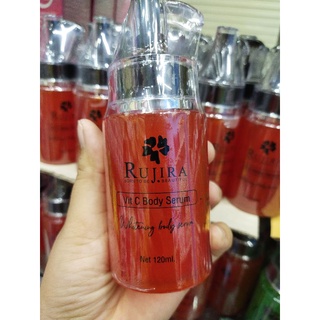 RUJIRA
Vit C Body Serum
Whitening body serum
Net 120ml.